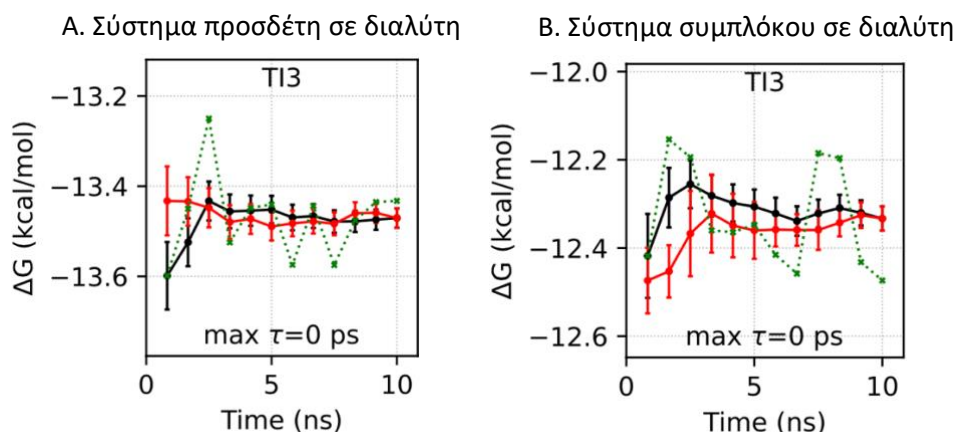 Α. Σύστημα προσδέτη σε διαλύτη
TI3
−13.2
−13.4
−13.6
ΔG (kcal/mol)
max τ=0 ps
0
5
10
Time (ns)
Β. Σύστημα συμπλόκου σε διαλύτη
TI3
−12.0
−12.2
−12.4
−12.6
ΔG (kcal/mol)
max τ=0 ps
0
5
10
Time (ns)